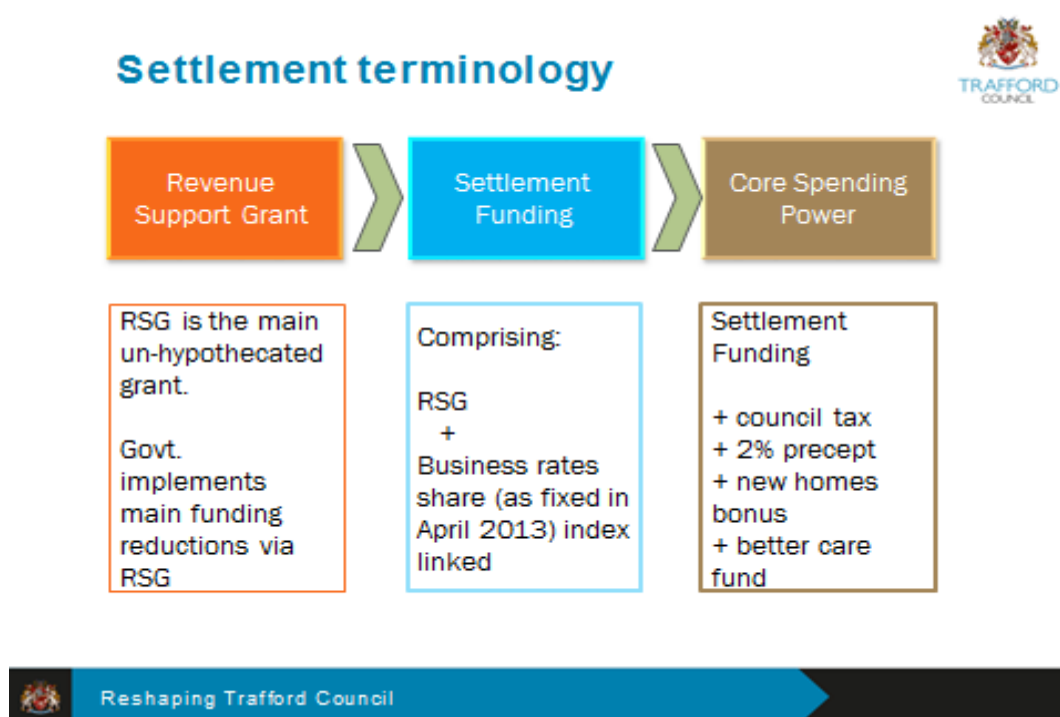 Settlement terminology
TRAFFORD
COUNCIL
Revenue
Support Grant
Settlement
Funding
Core Spending
Power
RSG is the main
un-hypothecated
grant.
Govt.
implements
main funding
reductions via
RSG
Comprising:
RSG
+
Business rates
share (as fixed in
April 2013) index
linked
Settlement
Funding
+ council tax
+ 2% precept
+ new homes
bonus
+ better care
fund
Reshaping Trafford Council